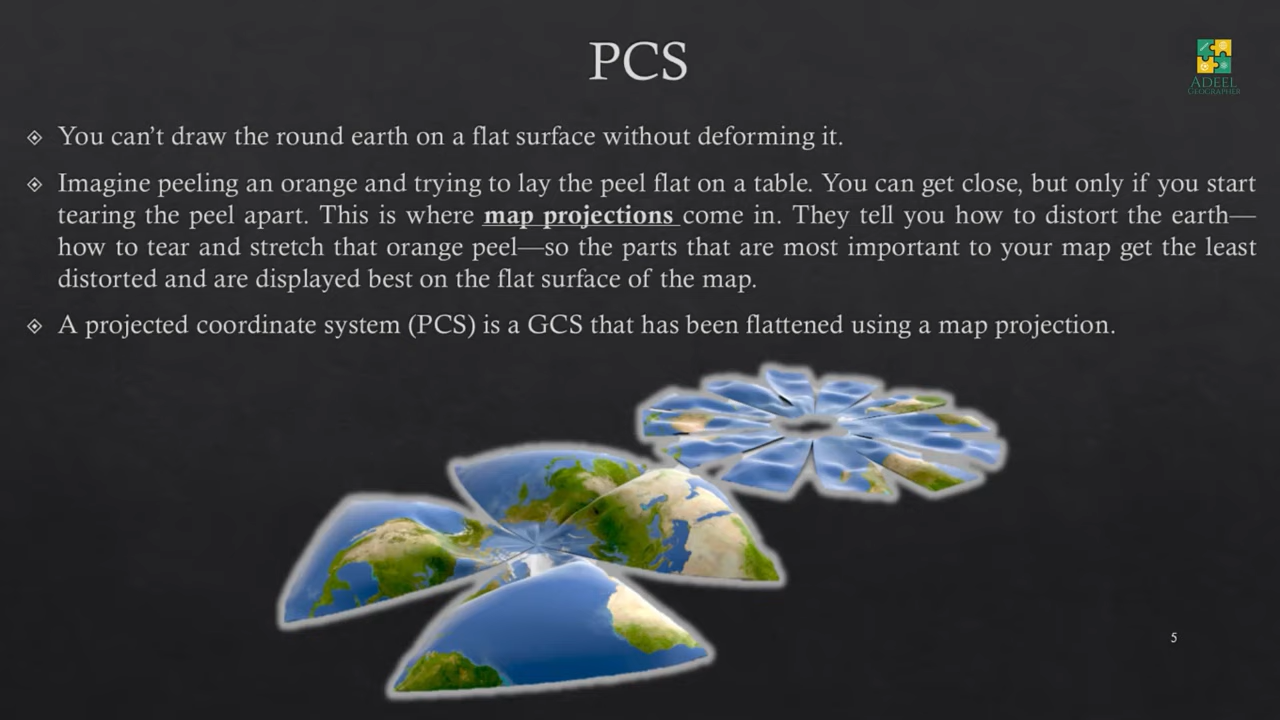 PCS
ADEEL
GEOGRAPHER
You can't draw the round earth on a flat surface without deforming it.
Imagine peeling an orange and trying to lay the peel flat on a table. You can get close, but only if you start
tearing the peel apart. This is where map projections come in. They tell you how to distort the earth—
how to tear and stretch that orange peel—so the parts that are most important to your map get the least
distorted and are displayed best on the flat surface of the map.
A projected coordinate system (PCS) is a GCS that has been flattened using a map projection.
5